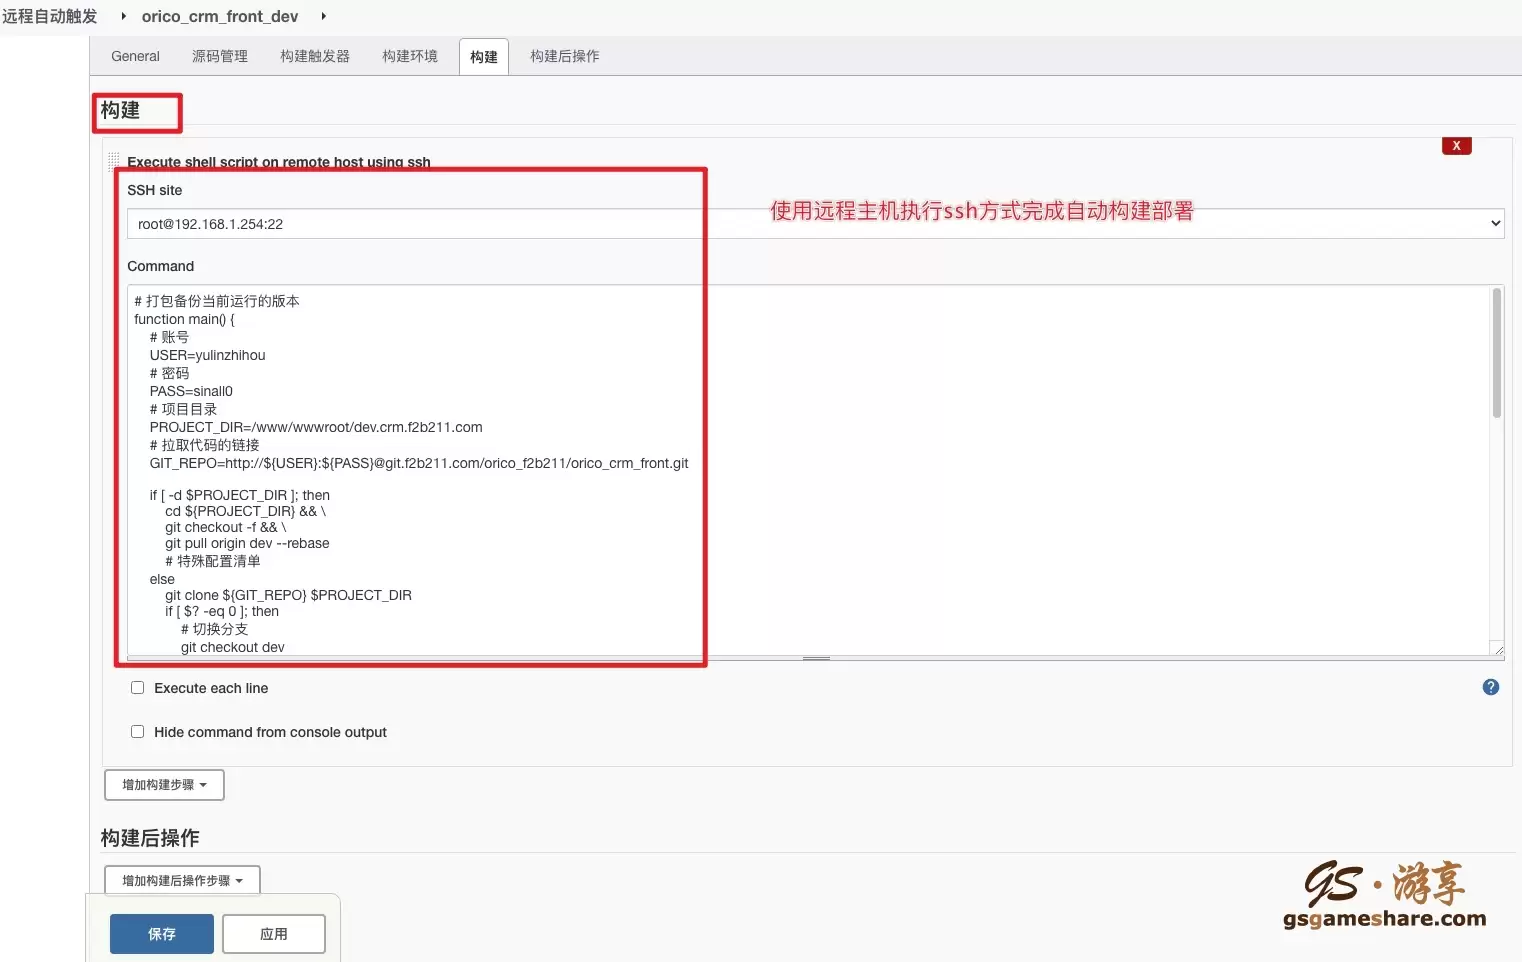 远程自动触发 orico_crm_front_dev
General 源码管理 构建触发器 构建环境 构建 构建后操作
构建
Execute shell script on remote host using ssh
X
SSH site
root@192.168.1.254:22
使用远程主机执行ssh方式完成自动构建部署
Command
# 打包备份当前运行的版本
function main() {
# 账号
USER=yulinzhihou
# 密码
PASS=sinall0
# 项目目录
PROJECT_DIR=/www/wwwroot/dev.crm.f2b211.com
# 拉取代码的链接
GIT_REPO=http://${USER}:${PASS}@git.f2b211.com/orico_f2b211/orico_crm_front.git
if [ -d $PROJECT_DIR ]; then
cd ${PROJECT_DIR} && \
git checkout -f && \
git pull origin dev --rebase
# 特殊配置清单
else
git clone ${GIT_REPO} $PROJECT_DIR
if [ $? -eq 0 ]; then
# 切换分支
git checkout dev
Execute each line
?
Hide command from console output
增加构建步骤
构建后操作
增加构建后操作步骤
保存 应用
GS·游享
gsgameshare.com